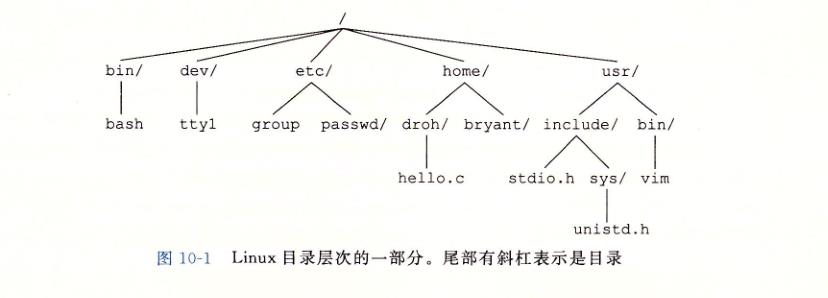 /
bin/ dev/ etc/ home/ usr/
bash tty1 group passwd/ droh/ bryant/ include/ bin/
hello.c stdio.h sys/ vim
unistd.h
图 10-1 Linux 目录层次的一部分。尾部有斜杠表示是目录